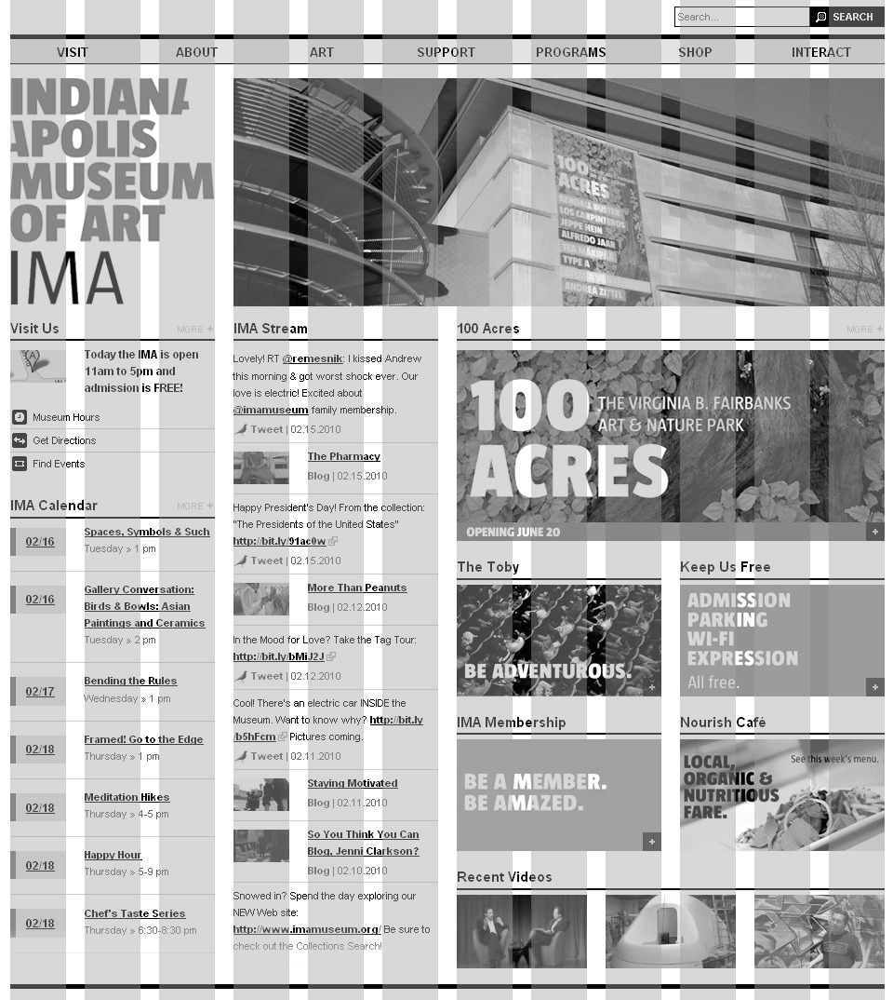 Search...
SEARCH
VISIT ABOUT ART SUPPORT PROGRAMS SHOP INTERACT
INDIANA
APOLIS
MUSEUM
OF ART
IMA
100
ACRES
KENDALL BUSTER
LOS CARPINTEROS
JEPPE HEIN
ALFREDO JAAR
TEA MÄKIPÄÄ
TYPE A
ANDREA ZITTEL
Visit Us
MORE +
Today the IMA is open
11am to 5pm and
admission is FREE!
Museum Hours
Get Directions
Find Events
IMA Calendar
MORE +
02/16
Spaces, Symbols & Such
Tuesday » 1 pm
02/16
Gallery Conversation:
Birds & Bowls: Asian
Paintings and Ceramics
Tuesday » 2 pm
02/17
Bending the Rules
Wednesday » 1 pm
02/18
Framed! Go to the Edge
Thursday » 1 pm
02/18
Meditation Hikes
Thursday » 4-5 pm
02/18
Happy Hour
Thursday » 5-9 pm
02/18
Chef's Taste Series
Thursday » 6:30-8:30 pm
IMA Stream
Lovely! RT @remesnik: I kissed Andrew
this morning & got worst shock ever. Our
love is electric! Excited about
@imamuseum family membership.
Tweet | 02.15.2010
The Pharmacy
Blog | 02.15.2010
Happy President's Day! From the collection:
"The Presidents of the United States"
http://bit.ly/91ac0w
Tweet | 02.15.2010
More Than Peanuts
Blog | 02.12.2010
In the Mood for Love? Take the Tag Tour:
http://bit.ly/bMiJ2J
Tweet | 02.12.2010
Cool! There's an electric car INSIDE the
Museum. Want to know why? http://bit.ly
/b5hFcm Pictures coming.
Tweet | 02.11.2010
Staying Motivated
Blog | 02.11.2010
So You Think You Can
Blog, Jenni Clarkson?
Blog | 02.10.2010
Snowed in? Spend the day exploring our
NEW Web site:
http://www.imamuseum.org/ Be sure to
check out the Collections Search!
100 Acres
MORE +
100
THE VIRGINIA B. FAIRBANKS
ART & NATURE PARK
ACRES
OPENING JUNE 20
+
The Toby
BE ADVENTUROUS.
+
Keep Us Free
ADMISSION
PARKING
WI-FI
EXPRESSION
All free.
+
IMA Membership
BE A MEMBER.
BE AMAZED.
+
Nourish Café
LOCAL,
ORGANIC &
NUTRITIOUS
FARE.
See this week's menu.
Recent Videos